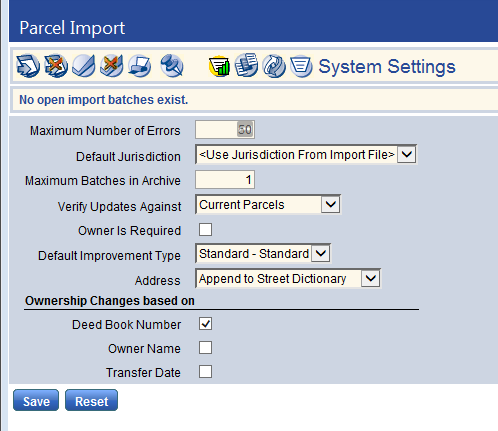 Parcel Import
System Settings
No open import batches exist.
Maximum Number of Errors 50
Default Jurisdiction <Use Jurisdiction From Import File>
Maximum Batches in Archive 1
Verify Updates Against Current Parcels
Owner Is Required
Default Improvement Type Standard - Standard
Address Append to Street Dictionary
Ownership Changes based on
Deed Book Number
Owner Name
Transfer Date
Save Reset